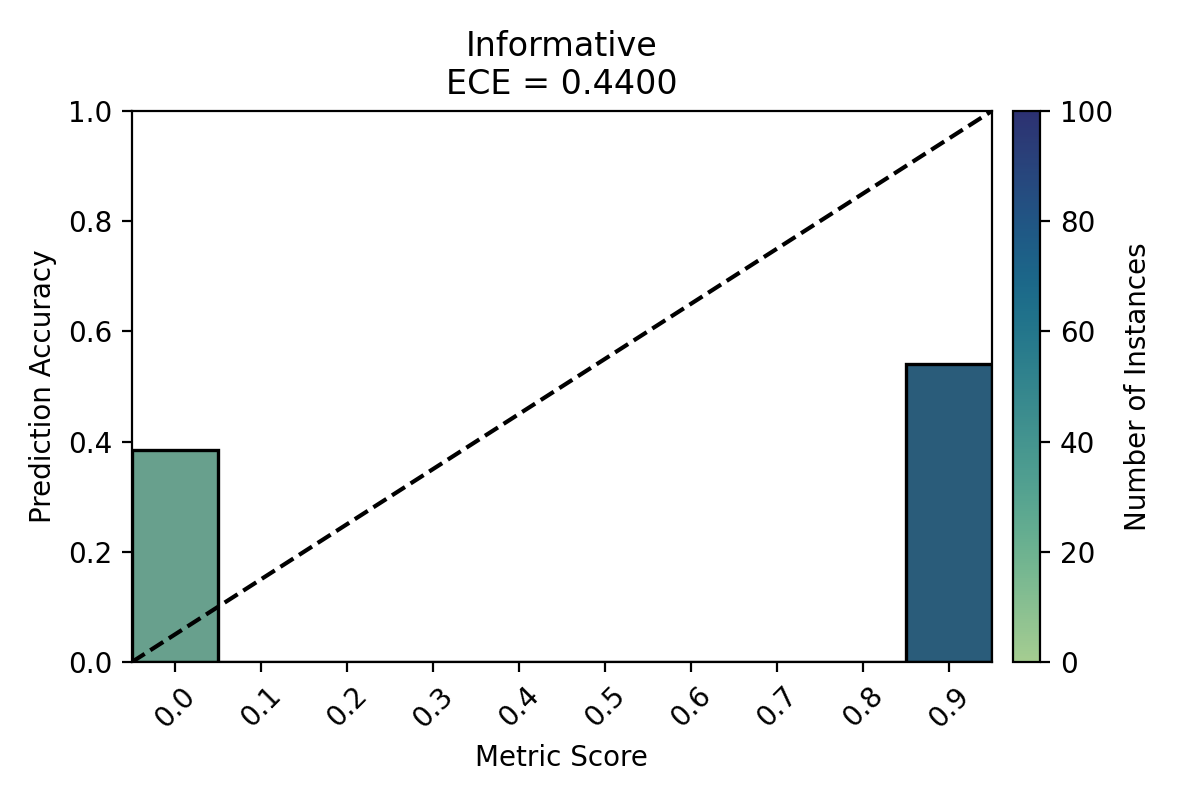 Informative
ECE = 0.4400
1.0
0.8
0.6
0.4
0.2
0.0
Prediction Accuracy
0.0 0.1 0.2 0.3 0.4 0.5 0.6 0.7 0.8 0.9
Metric Score
100
80
60
40
20
0
Number of Instances